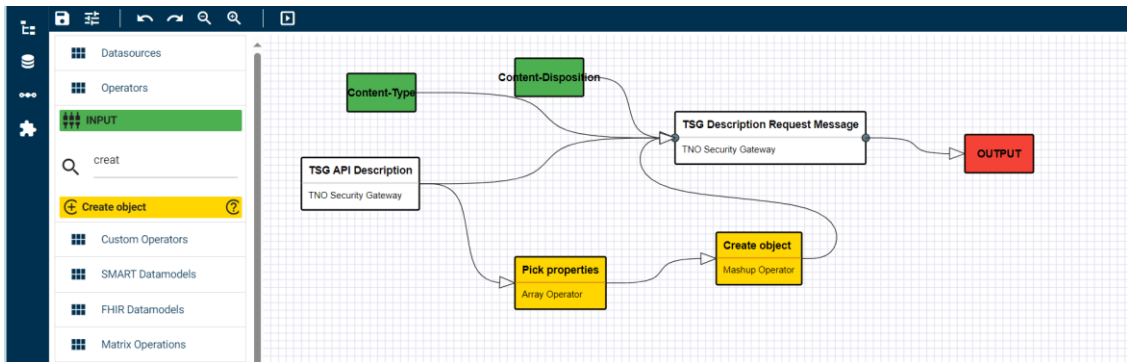 Datasources
Operators
INPUT
creat
Create object
Custom Operators
SMART Datamodels
FHIR Datamodels
Matrix Operations
Content-Type
Content-Disposition
TSG API Description
TNO Security Gateway
TSG Description Request Message
TNO Security Gateway
OUTPUT
Pick properties
Array Operator
Create object
Mashup Operator